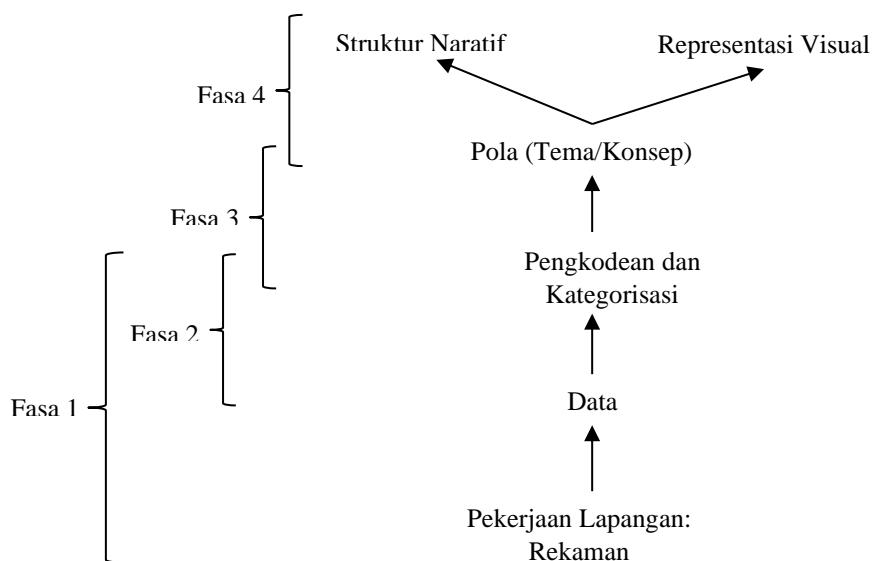 Struktur Naratif
Representasi Visual
Fasa 4
Pola (Tema/Konsep)
Fasa 3
Pengkodean dan
Kategorisasi
Fasa 2
Data
Fasa 1
Pekerjaan Lapangan:
Rekaman